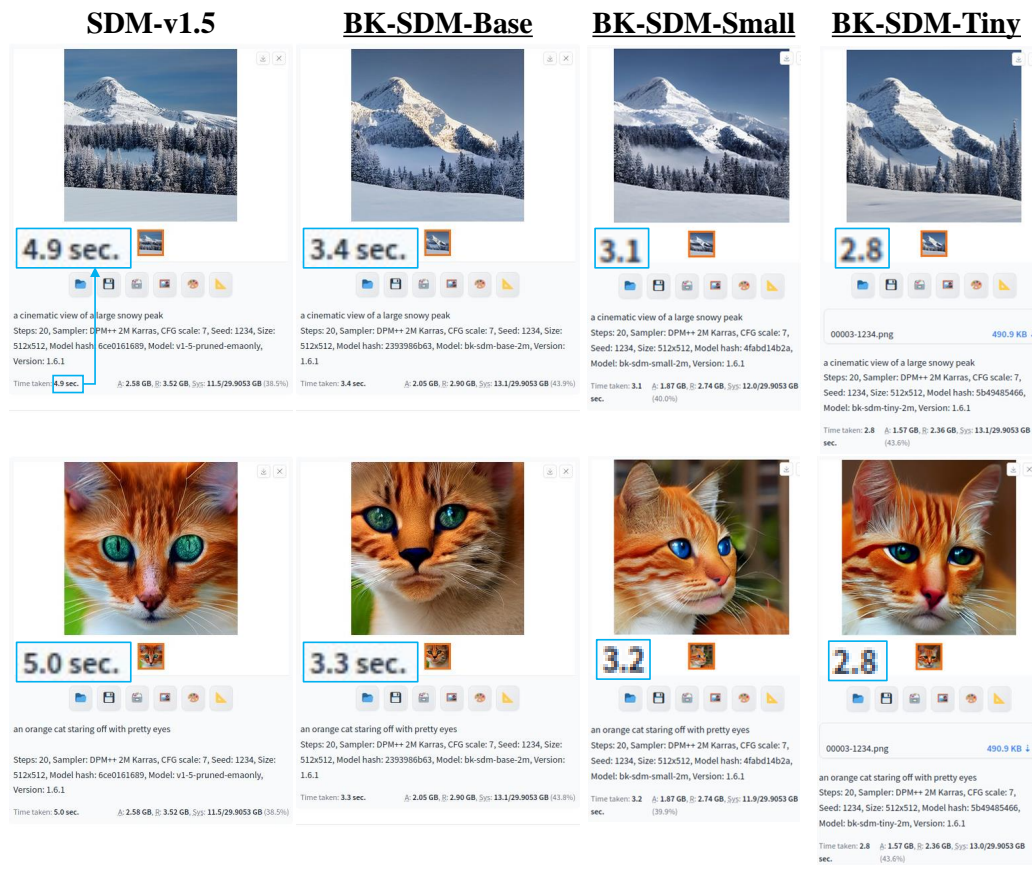 SDM-v1.5
BK-SDM-Base
BK-SDM-Small
BK-SDM-Tiny
4.9 sec.
a cinematic view of a large snowy peak
Steps: 20, Sampler: DPM++ 2M Karras, CFG scale: 7, Seed: 1234, Size:
512x512, Model hash: 6ce0161689, Model: v1-5-pruned-emaonly,
Version: 1.6.1
Time taken: 4.9 sec. A: 2.58 GB, R: 3.52 GB, Sys: 11.5/29.9053 GB (38.5%)
3.4 sec.
a cinematic view of a large snowy peak
Steps: 20, Sampler: DPM++ 2M Karras, CFG scale: 7, Seed: 1234, Size:
512x512, Model hash: 2393986b63, Model: bk-sdm-base-2m, Version:
1.6.1
Time taken: 3.4 sec. A: 2.05 GB, R: 2.90 GB, Sys: 13.1/29.9053 GB (43.9%)
3.1
a cinematic view of a large snowy peak
Steps: 20, Sampler: DPM++ 2M Karras, CFG scale: 7,
Seed: 1234, Size: 512x512, Model hash: 4fabd14b2a,
Model: bk-sdm-small-2m, Version: 1.6.1
Time taken: 3.1 A: 1.87 GB, R: 2.74 GB, Sys: 12.0/29.9053 GB
sec. (40.0%)
2.8
00003-1234.png 490.9 KB ↓
a cinematic view of a large snowy peak
Steps: 20, Sampler: DPM++ 2M Karras, CFG scale: 7,
Seed: 1234, Size: 512x512, Model hash: 5b49485466,
Model: bk-sdm-tiny-2m, Version: 1.6.1
Time taken: 2.8 A: 1.57 GB, R: 2.36 GB, Sys: 13.1/29.9053 GB
sec. (43.6%)
5.0 sec.
an orange cat staring off with pretty eyes
Steps: 20, Sampler: DPM++ 2M Karras, CFG scale: 7, Seed: 1234, Size:
512x512, Model hash: 6ce0161689, Model: v1-5-pruned-emaonly,
Version: 1.6.1
Time taken: 5.0 sec. A: 2.58 GB, R: 3.52 GB, Sys: 11.5/29.9053 GB (38.5%)
3.3 sec.
an orange cat staring off with pretty eyes
Steps: 20, Sampler: DPM++ 2M Karras, CFG scale: 7, Seed: 1234, Size:
512x512, Model hash: 2393986b63, Model: bk-sdm-base-2m, Version:
1.6.1
Time taken: 3.3 sec. A: 2.05 GB, R: 2.90 GB, Sys: 13.1/29.9053 GB (43.8%)
3.2
an orange cat staring off with pretty eyes
Steps: 20, Sampler: DPM++ 2M Karras, CFG scale: 7,
Seed: 1234, Size: 512x512, Model hash: 4fabd14b2a,
Model: bk-sdm-small-2m, Version: 1.6.1
Time taken: 3.2 A: 1.87 GB, R: 2.74 GB, Sys: 11.9/29.9053 GB
sec. (39.9%)
2.8
00003-1234.png 490.9 KB ↓
an orange cat staring off with pretty eyes
Steps: 20, Sampler: DPM++ 2M Karras, CFG scale: 7,
Seed: 1234, Size: 512x512, Model hash: 5b49485466,
Model: bk-sdm-tiny-2m, Version: 1.6.1
Time taken: 2.8 A: 1.57 GB, R: 2.36 GB, Sys: 13.0/29.9053 GB
sec. (43.6%)